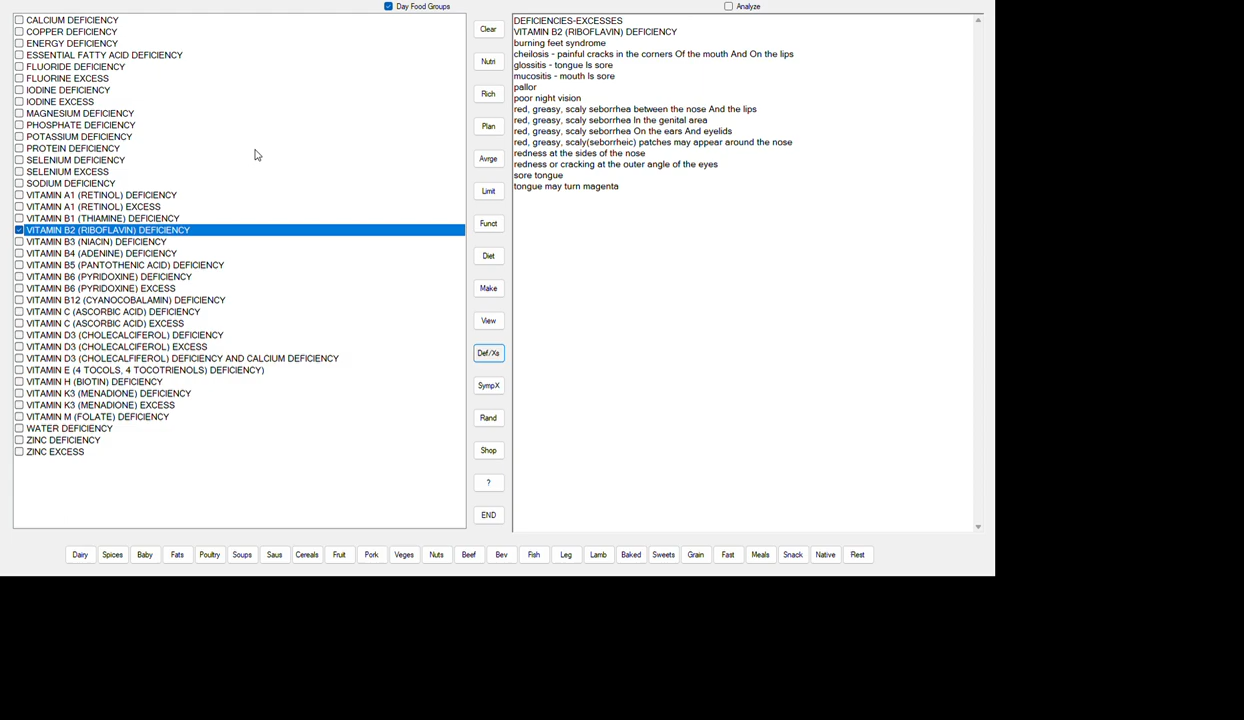 Day Food Groups
Analyze
CALCIUM DEFICIENCY
COPPER DEFICIENCY
ENERGY DEFICIENCY
ESSENTIAL FATTY ACID DEFICIENCY
FLUORIDE DEFICIENCY
FLUORINE EXCESS
IODINE DEFICIENCY
IODINE EXCESS
MAGNESIUM DEFICIENCY
PHOSPHATE DEFICIENCY
POTASSIUM DEFICIENCY
PROTEIN DEFICIENCY
SELENIUM DEFICIENCY
SELENIUM EXCESS
SODIUM DEFICIENCY
VITAMIN A1 (RETINOL) DEFICIENCY
VITAMIN A1 (RETINOL) EXCESS
VITAMIN B1 (THIAMINE) DEFICIENCY
VITAMIN B2 (RIBOFLAVIN) DEFICIENCY
VITAMIN B3 (NIACIN) DEFICIENCY
VITAMIN B4 (ADENINE) DEFICIENCY
VITAMIN B5 (PANTOTHENIC ACID) DEFICIENCY
VITAMIN B6 (PYRIDOXINE) DEFICIENCY
VITAMIN B6 (PYRIDOXINE) EXCESS
VITAMIN B12 (CYANOCOBALAMIN) DEFICIENCY
VITAMIN C (ASCORBIC ACID) DEFICIENCY
VITAMIN C (ASCORBIC ACID) EXCESS
VITAMIN D3 (CHOLECALCIFEROL) DEFICIENCY
VITAMIN D3 (CHOLECALCIFEROL) EXCESS
VITAMIN D3 (CHOLECALFIFEROL) DEFICIENCY AND CALCIUM DEFICIENCY
VITAMIN E (4 TOCOLS, 4 TOCOTRIENOLS) DEFICIENCY)
VITAMIN H (BIOTIN) DEFICIENCY
VITAMIN K3 (MENADIONE) DEFICIENCY
VITAMIN K3 (MENADIONE) EXCESS
VITAMIN M (FOLATE) DEFICIENCY
WATER DEFICIENCY
ZINC DEFICIENCY
ZINC EXCESS
Clear
Nutri
Rich
Plan
Avrge
Limit
Funct
Diet
Make
View
Def/Xs
SympX
Rand
Shop
?
END
DEFICIENCIES-EXCESSES
VITAMIN B2 (RIBOFLAVIN) DEFICIENCY
burning feet syndrome
cheilosis - painful cracks in the corners Of the mouth And On the lips
glossitis - tongue Is sore
mucositis - mouth Is sore
pallor
poor night vision
red, greasy, scaly seborrhea between the nose And the lips
red, greasy, scaly seborrhea In the genital area
red, greasy, scaly seborrhea On the ears And eyelids
red, greasy, scaly(seborrheic) patches may appear around the nose
redness at the sides of the nose
redness or cracking at the outer angle of the eyes
sore tongue
tongue may turn magenta
Dairy Spices Baby Fats Poultry Soups Saus Cereals Fruit Pork Veges Nuts Beef Bev Fish Leg Lamb Baked Sweets Grain Fast Meals Snack Native Rest